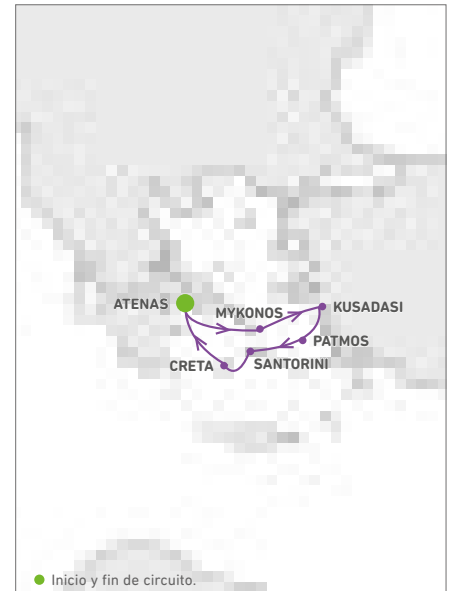 ATENAS
MYKONOS
KUSADASI
PATMOS
SANTORINI
CRETA
Inicio y fin de circuito.